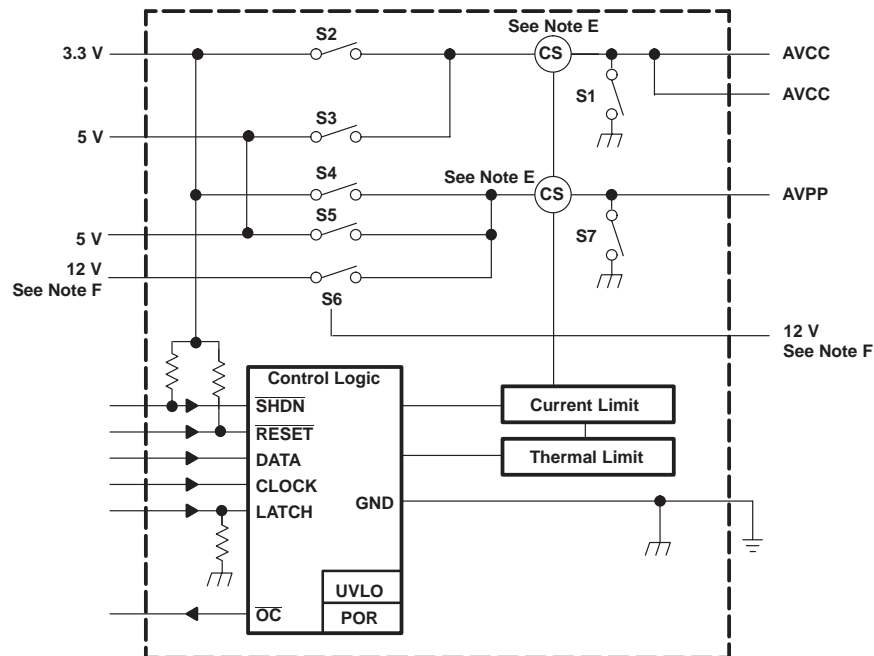 See Note E
S2
3.3 V
CS
AVCC
S1
AVCC
S3
5 V
S4
See Note E
CS
AVPP
S5
5 V
S7
12 V
See Note F
S6
12 V
See Note F
Control Logic
SHDN
Current Limit
RESET
Thermal Limit
DATA
CLOCK
GND
LATCH
UVLO
OC
POR